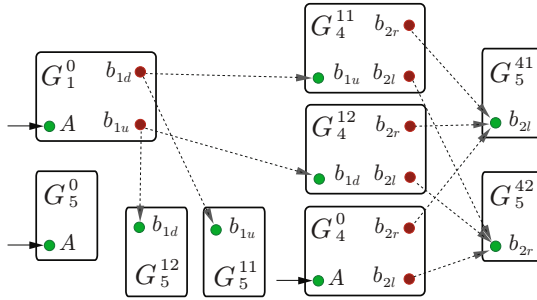 G_1^0 b_{1d}
A b_{1u}
G_5^0
A
b_{1d}
G_5^{12}
b_{1u}
G_5^{11}
G_4^{11} b_{2r}
b_{1u} b_{2l}
G_4^{12} b_{2r}
b_{1d} b_{2l}
G_4^0 b_{2r}
A b_{2l}
G_5^{41}
b_{2l}
G_5^{42}
b_{2r}